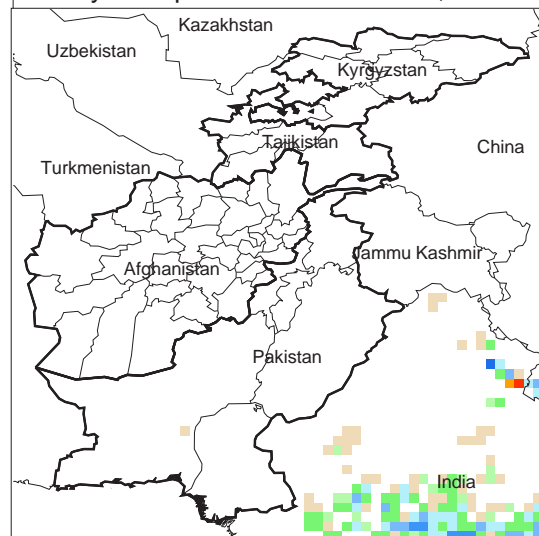 Kazakhstan
Uzbekistan
Kyrgyzstan
Tajikistan
China
Turkmenistan
Jammu Kashmir
Afghanistan
Pakistan
India